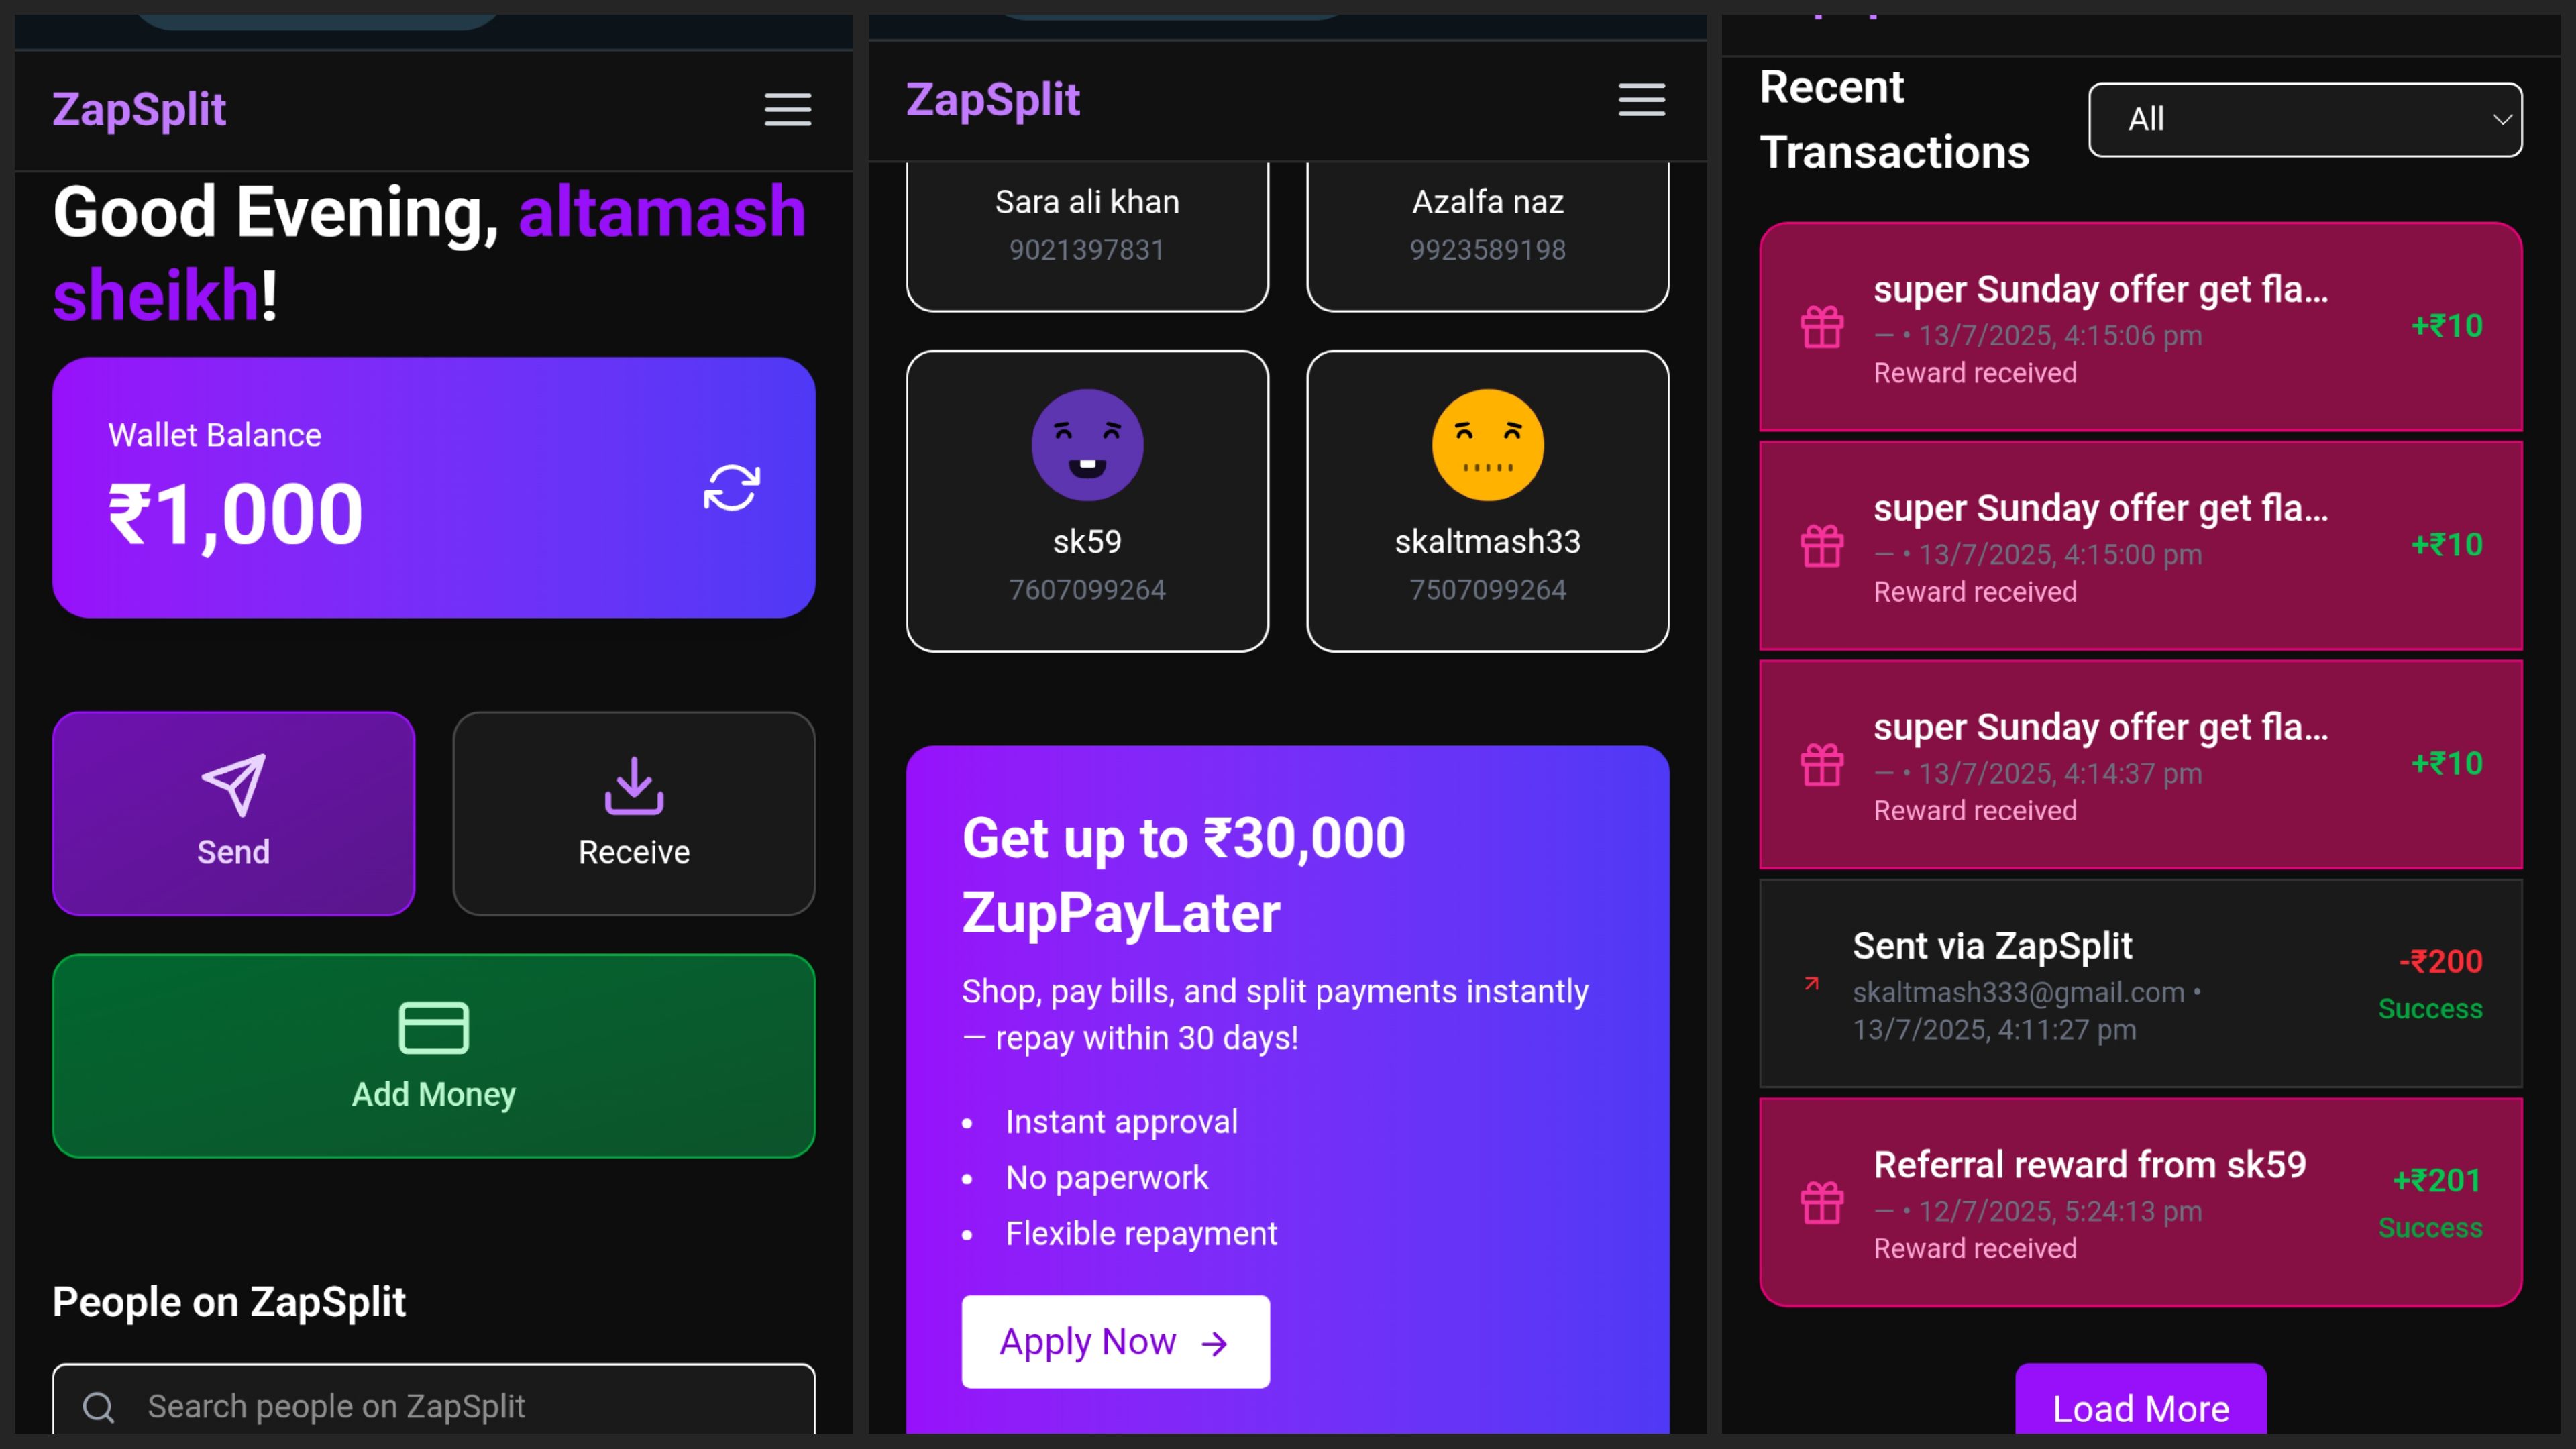 ZapSplit
Good Evening, altamash
sheikh!
Wallet Balance
₹1,000
Send
Receive
Add Money
People on ZapSplit
Search people on ZapSplit
ZapSplit
Sara ali khan
9021397831
Azalfa naz
9923589198
sk59
7607099264
skaltmash33
7507099264
Get up to ₹30,000
ZupPayLater
Shop, pay bills, and split payments instantly
— repay within 30 days!
• Instant approval
• No paperwork
• Flexible repayment
Apply Now →
Recent
Transactions
All
super Sunday offer get fla...
— • 13/7/2025, 4:15:06 pm
Reward received
+₹10
super Sunday offer get fla...
— • 13/7/2025, 4:15:00 pm
Reward received
+₹10
super Sunday offer get fla...
— • 13/7/2025, 4:14:37 pm
Reward received
+₹10
Sent via ZapSplit
skaltmash333@gmail.com •
13/7/2025, 4:11:27 pm
-₹200
Success
Referral reward from sk59
— • 12/7/2025, 5:24:13 pm
Reward received
+₹201
Success
Load More